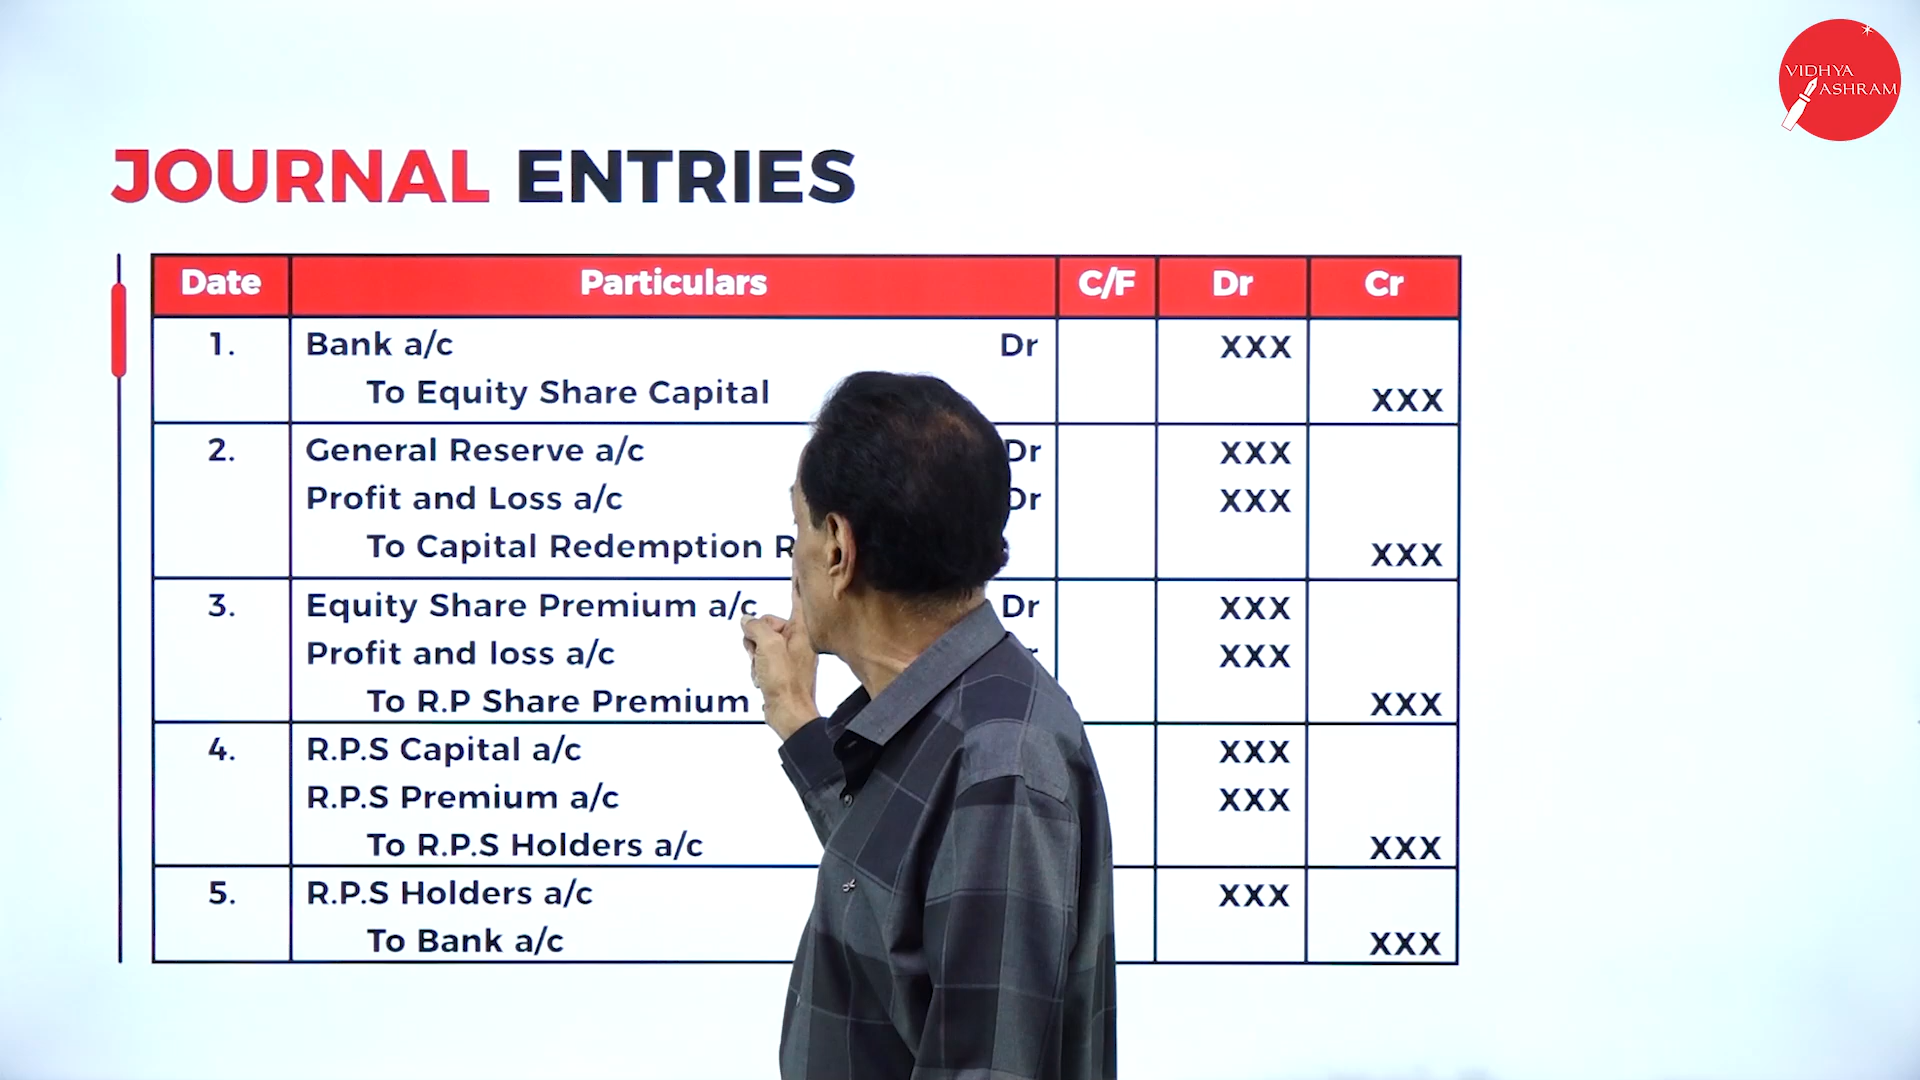 VIDHYA
ASHRAM
JOURNAL ENTRIES
Date Particulars C/F Dr Cr
1. Bank a/c Dr XXX
To Equity Share Capital XXX
2. General Reserve a/c Dr XXX
Profit and Loss a/c Dr XXX
To Capital Redemption XXX
3. Equity Share Premium a/c Dr XXX
Profit and loss a/c XXX
To R.P Share Premium XXX
4. R.P.S Capital a/c XXX
R.P.S Premium a/c XXX
To R.P.S Holders a/c XXX
5. R.P.S Holders a/c XXX
To Bank a/c XXX